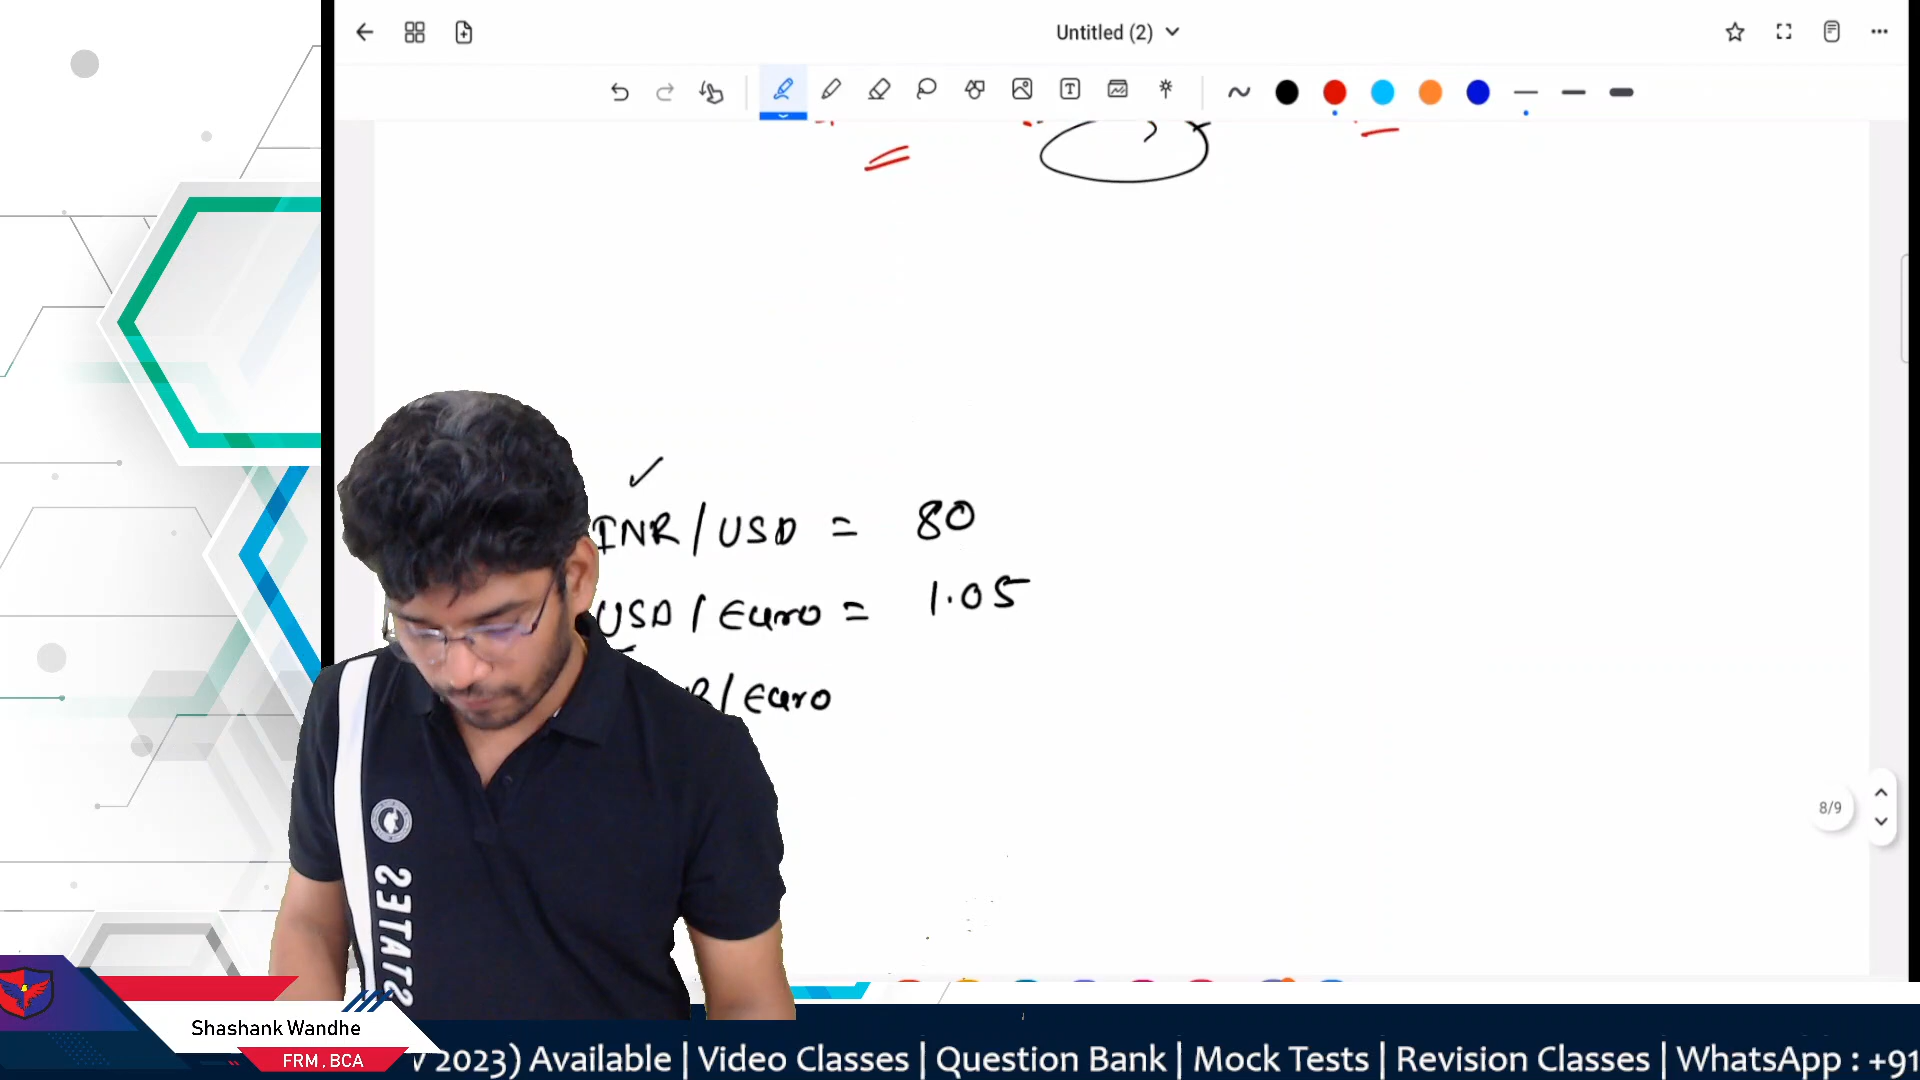 Untitled (2)
INR/USD = 80
USD/Euro = 1.05
R/Euro
8/9
STATES
Shashank Wandhe
FRM, BCA
V 2023) Available | Video Classes | Question Bank | Mock Tests | Revision Classes | WhatsApp : +91